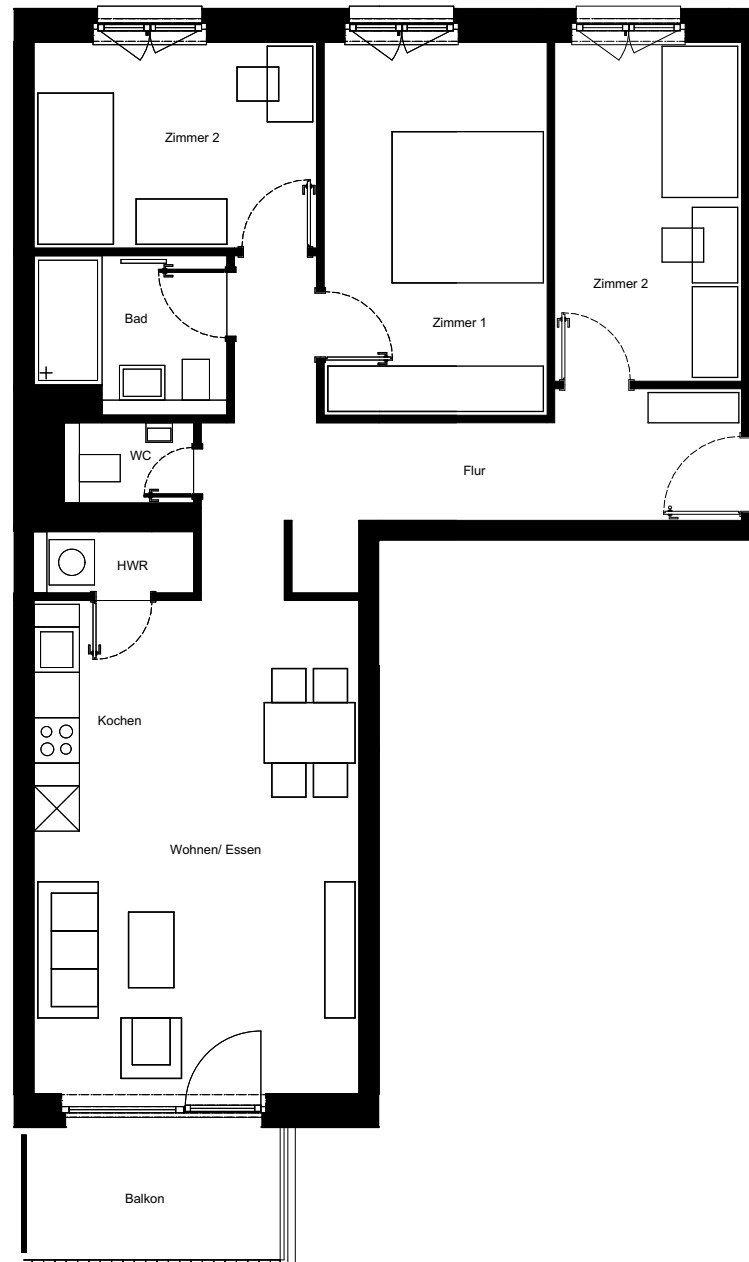 Zimmer 2
Zimmer 2
Bad
Zimmer 1
WC
Flur
HWR
Kochen
Wohnen/ Essen
Balkon